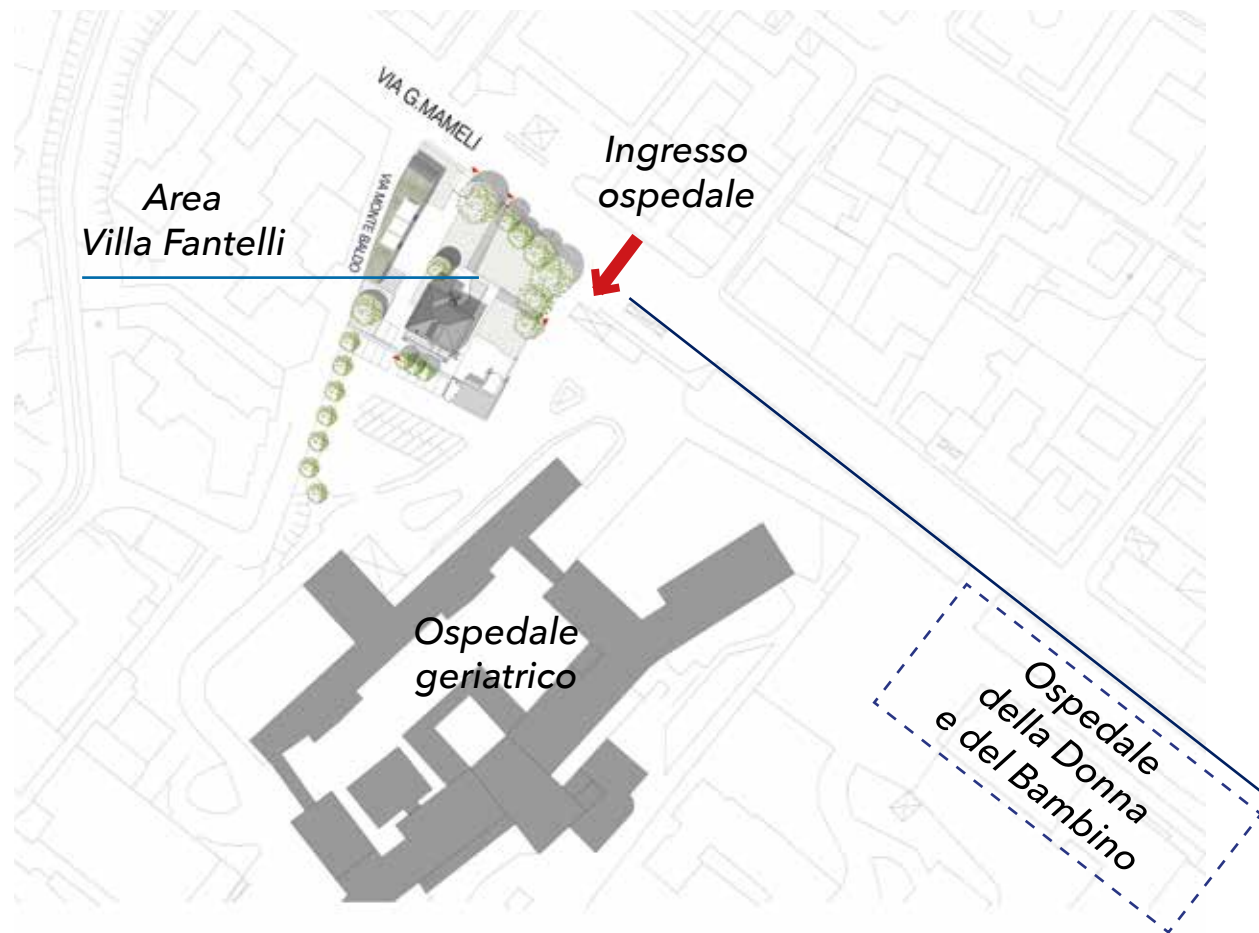 VIA G.MAMELI
Ingresso
ospedale
Area
Villa Fantelli
VIA MONTE BALDO
Ospedale
geriatrico
Ospedale
della Donna
e del Bambino